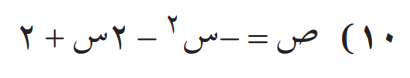 ١٠) ص = –س٢ – ٢س + ٢